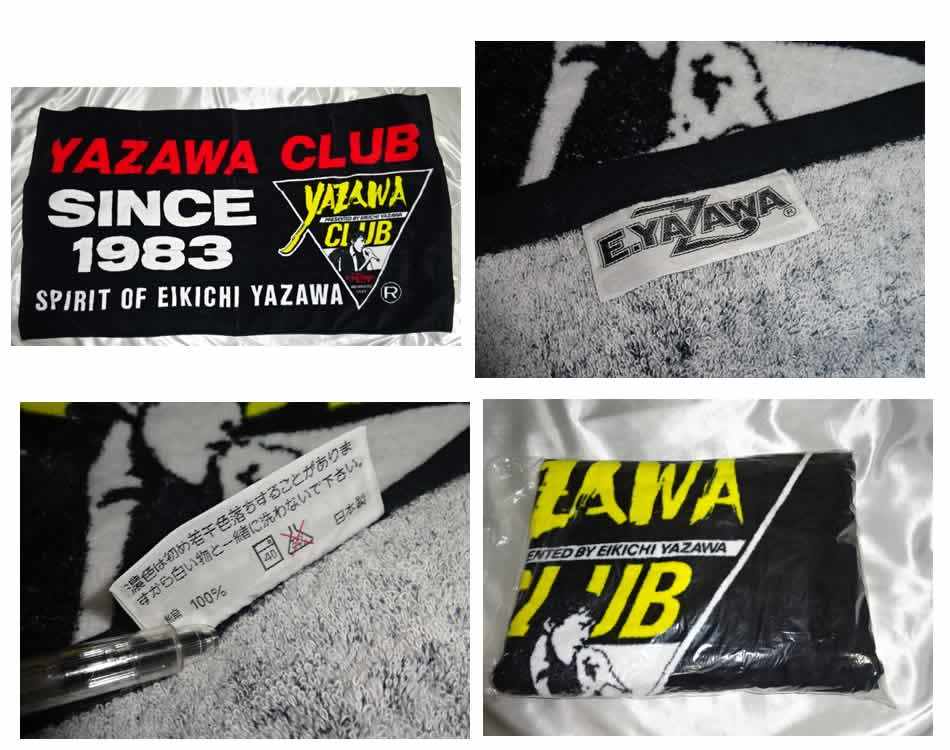 YAZAWA CLUB
SINCE
1983
SPIRIT OF EIKICHI YAZAWA
YAZAWA
PRESENTED BY EIKICHI YAZAWA
CLUB
®
E.YAZAWA®
濃色は初め若干色落ちすることがありま
すから白い物と一緒に洗わないで下さい。
40
日本製
100%
AZAWA
SENTED BY EIKICHI YAZAWA
CLUB